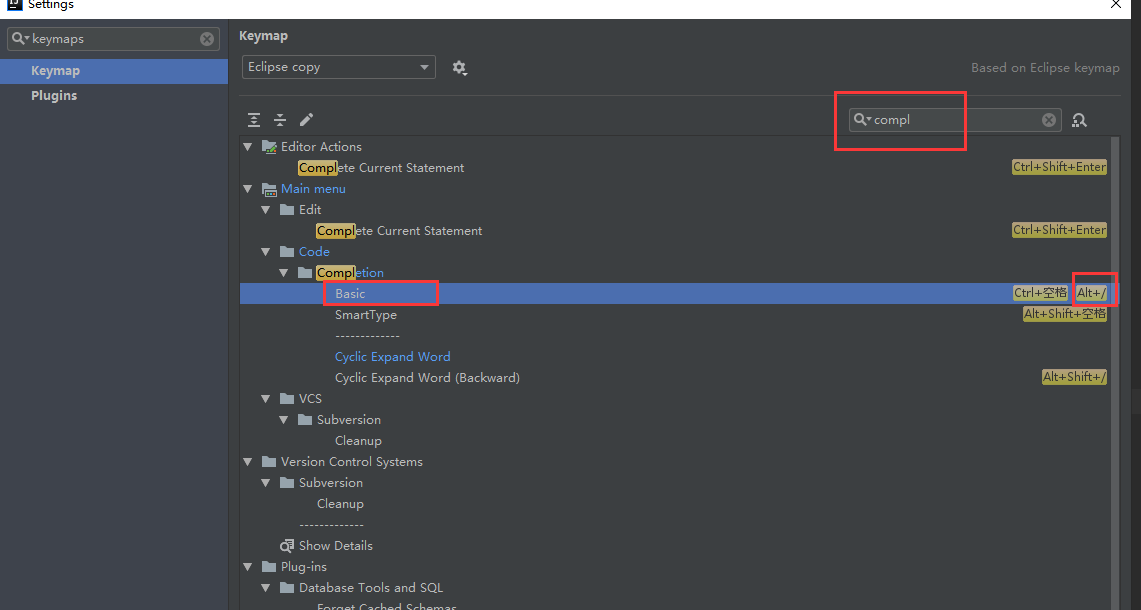 Settings
keymaps
Keymap
Plugins
Keymap
Eclipse copy
Based on Eclipse keymap
compl
Editor Actions
Complete Current Statement Ctrl+Shift+Enter
Main menu
Edit
Complete Current Statement Ctrl+Shift+Enter
Code
Completion
Basic Ctrl+空格 Alt+/
SmartType Alt+Shift+空格
-------------
Cyclic Expand Word
Cyclic Expand Word (Backward) Alt+Shift+/
VCS
Subversion
Cleanup
Version Control Systems
Subversion
Cleanup
-------------
Show Details
Plug-ins
Database Tools and SQL
Forget Cached Schemas